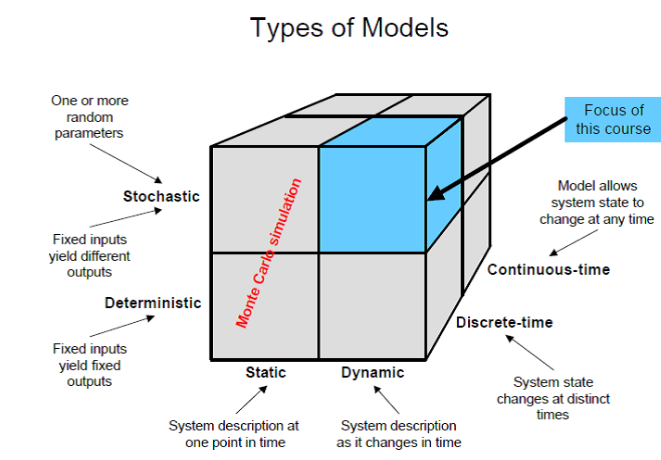 Types of Models
One or more
random
parameters
Focus of
this course
Stochastic
Model allows
system state to
change at any time
Fixed inputs
yield different
outputs
Monte Carlo simulation
Continuous-time
Deterministic
Discrete-time
Fixed inputs
yield fixed
outputs
Static
Dynamic
System state
changes at distinct
times
System description at
one point in time
System description
as it changes in time